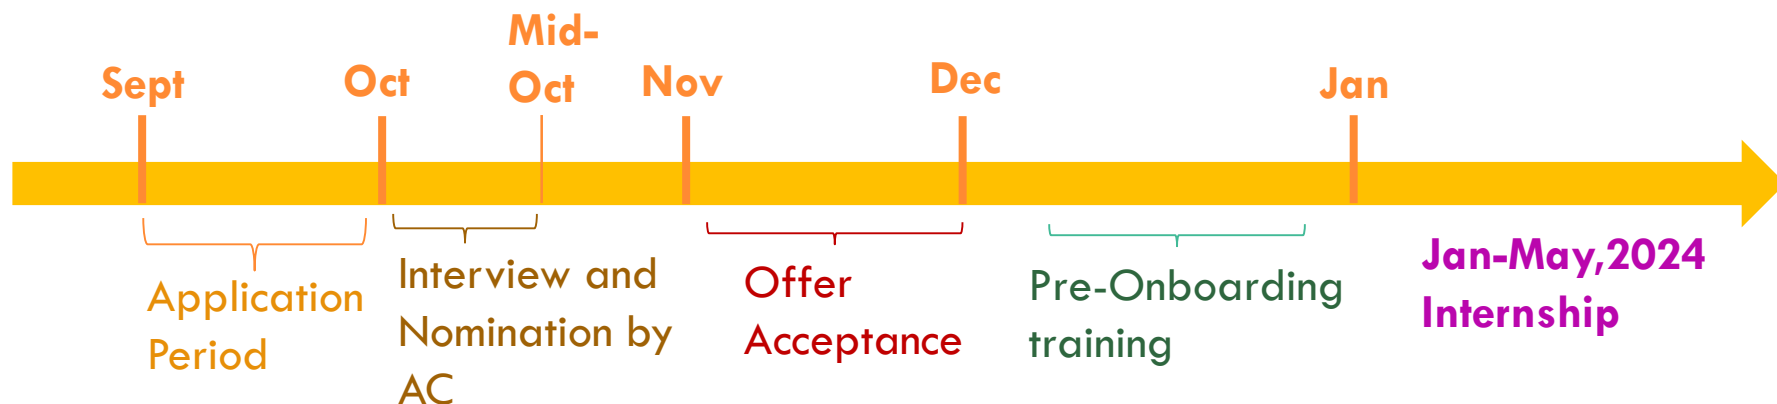 Sept
Oct
Mid-
Oct
Nov
Dec
Jan
Application
Period
Interview and
Nomination by
AC
Offer
Acceptance
Pre-Onboarding
training
Jan-May,2024
Internship